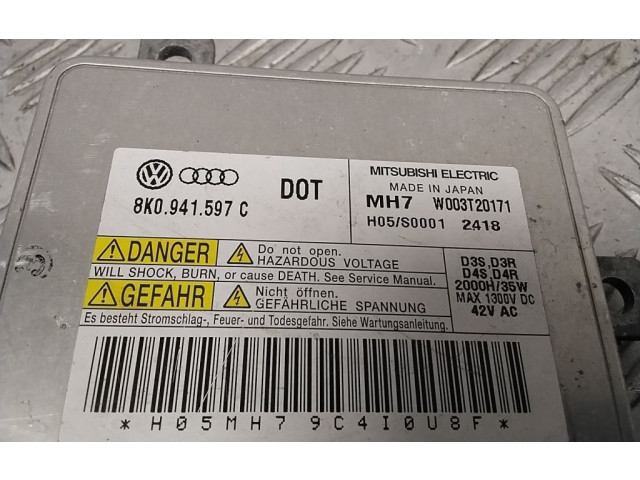 8K0.941.597 C
DOT
MITSUBISHI ELECTRIC
MADE IN JAPAN
MH7 W003T20171
H05/S0001 2418
DANGER
Do not open.
HAZARDOUS VOLTAGE
WILL SHOCK, BURN, or cause DEATH. See Service Manual.
GEFAHR
Nicht öffnen.
GEFÄHRLICHE SPANNUNG
Es besteht Stromschlag-, Feuer- und Todesgefahr. Siehe Wartungsanleitung.
D3S,D3R
D4S,D4R
2000H/35W
MAX 1300V DC
42V AC
*H05MH79C4I0U8F*